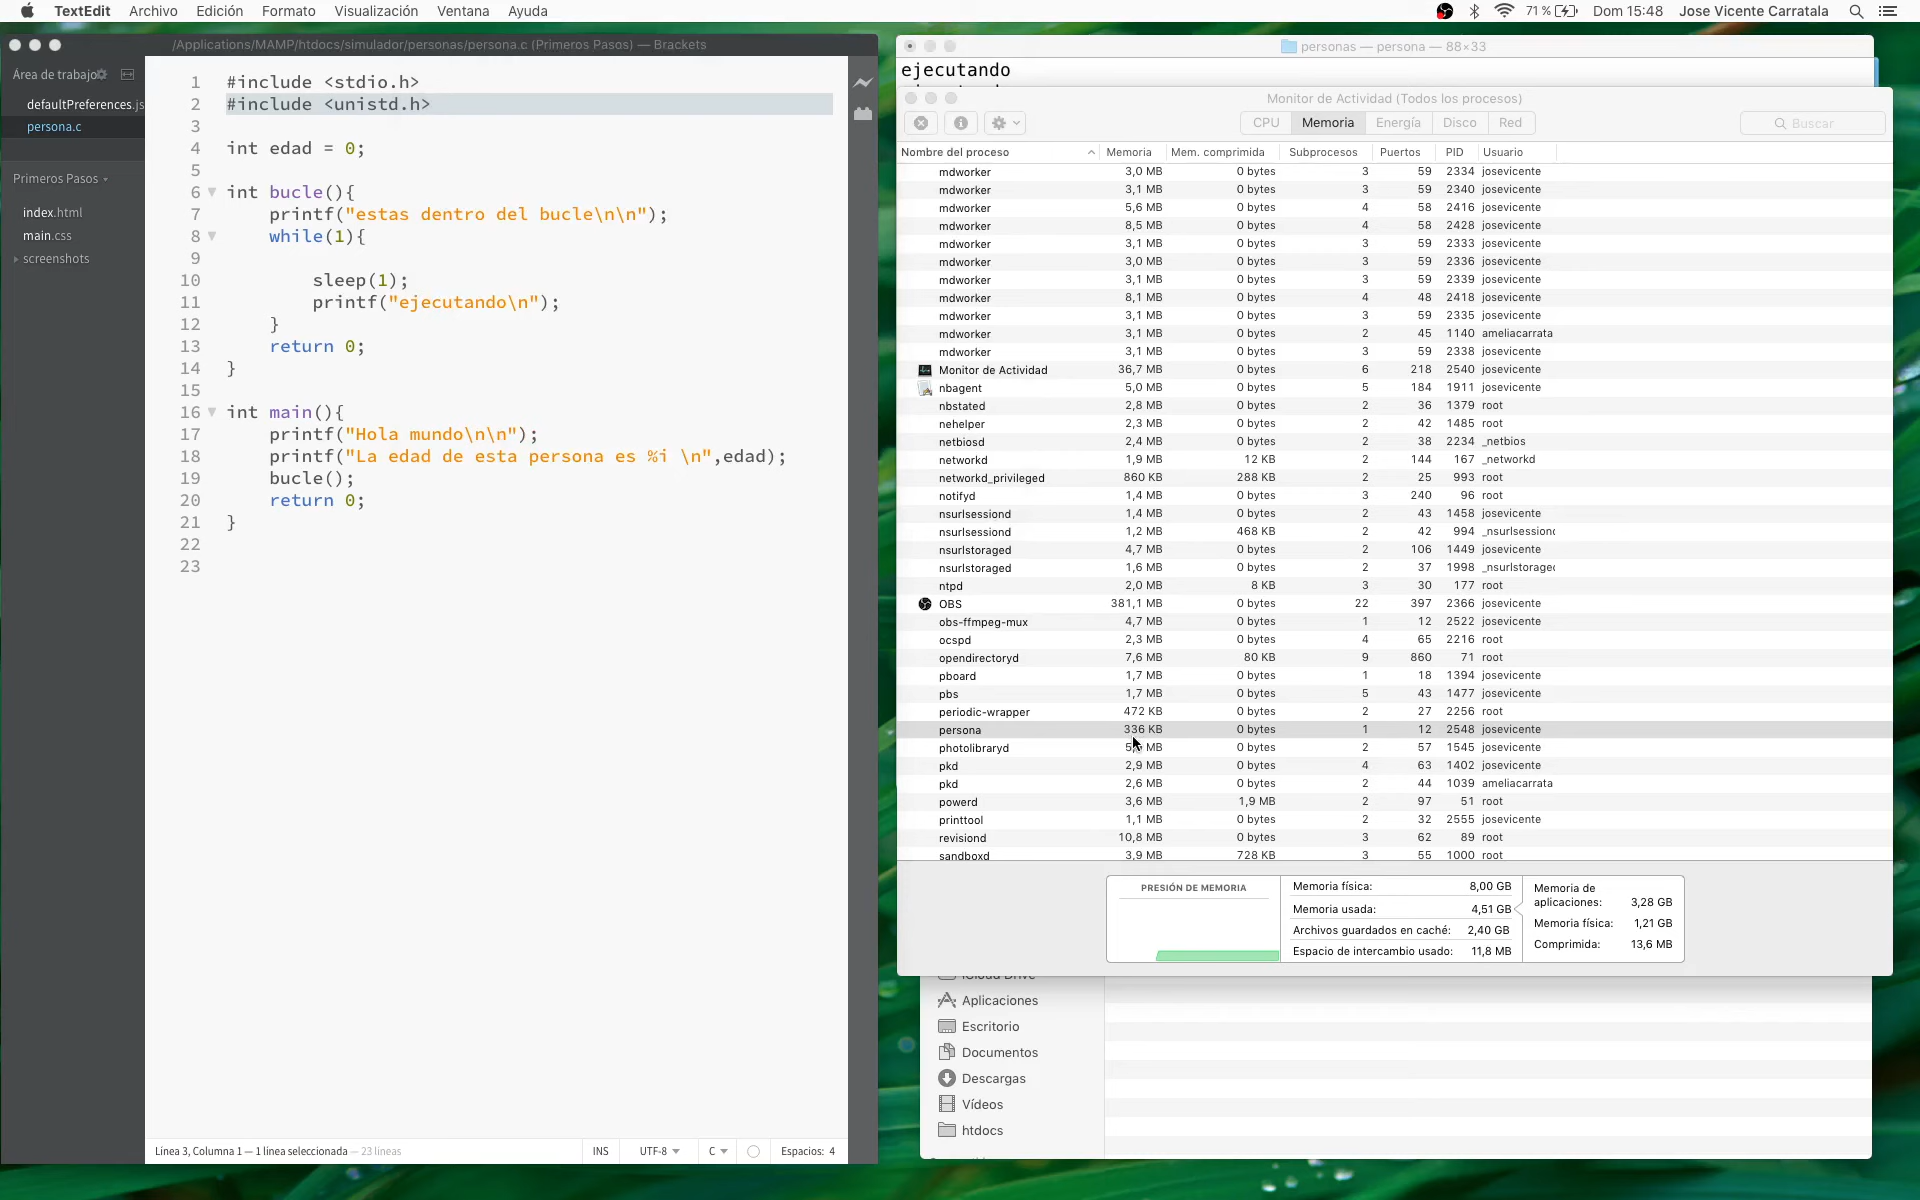 TextEdit Archivo Edición Formato Visualización Ventana Ayuda 71 % Dom 15:48 Jose Vicente Carratala
/Applications/MAMP/htdocs/simulador/personas/persona.c (Primeros Pasos) — Brackets
Área de trabajo
defaultPreferences.js
persona.c
Primeros Pasos
index.html
main.css
screenshots
1 #include <stdio.h>
2 #include <unistd.h>
3
4 int edad = 0;
5
6 int bucle(){
7 printf("estas dentro del bucle\n\n");
8 while(1){
9
10 sleep(1);
11 printf("ejecutando\n");
12 }
13 return 0;
14 }
15
16 int main(){
17 printf("Hola mundo\n\n");
18 printf("La edad de esta persona es %i \n",edad);
19 bucle();
20 return 0;
21 }
22
23
Línea 3, Columna 1 — 1 línea seleccionada — 23 líneas INS UTF-8 C Espacios: 4
personas — persona — 88×33
ejecutando
Monitor de Actividad (Todos los procesos)
CPU Memoria Energía Disco Red Buscar
Nombre del proceso Memoria Mem. comprimida Subprocesos Puertos PID Usuario
mdworker 3,0 MB 0 bytes 3 59 2334 josevicente
mdworker 3,1 MB 0 bytes 3 59 2340 josevicente
mdworker 5,6 MB 0 bytes 4 58 2416 josevicente
mdworker 8,5 MB 0 bytes 4 58 2428 josevicente
mdworker 3,1 MB 0 bytes 3 59 2333 josevicente
mdworker 3,0 MB 0 bytes 3 59 2336 josevicente
mdworker 3,1 MB 0 bytes 3 59 2339 josevicente
mdworker 8,1 MB 0 bytes 4 48 2418 josevicente
mdworker 3,1 MB 0 bytes 3 59 2335 josevicente
mdworker 3,1 MB 0 bytes 2 45 1140 ameliacarrata
mdworker 3,1 MB 0 bytes 3 59 2338 josevicente
Monitor de Actividad 36,7 MB 0 bytes 6 218 2540 josevicente
nbagent 5,0 MB 0 bytes 5 184 1911 josevicente
nbstated 2,8 MB 0 bytes 2 36 1379 root
nehelper 2,3 MB 0 bytes 2 42 1485 root
netbiosd 2,4 MB 0 bytes 2 38 2234 _netbios
networkd 1,9 MB 12 KB 2 144 167 _networkd
networkd_privileged 860 KB 288 KB 2 25 993 root
notifyd 1,4 MB 0 bytes 3 240 96 root
nsurlsessiond 1,4 MB 0 bytes 2 43 1458 josevicente
nsurlsessiond 1,2 MB 468 KB 2 42 994 _nsurlsessiond
nsurlstoraged 4,7 MB 0 bytes 2 106 1449 josevicente
nsurlstoraged 1,6 MB 0 bytes 2 37 1998 _nsurlstoraged
ntpd 2,0 MB 8 KB 3 30 177 root
OBS 381,1 MB 0 bytes 22 397 2366 josevicente
obs-ffmpeg-mux 4,7 MB 0 bytes 1 12 2522 josevicente
ocspd 2,3 MB 0 bytes 4 65 2216 root
opendirectoryd 7,6 MB 80 KB 9 860 71 root
pboard 1,7 MB 0 bytes 1 18 1394 josevicente
pbs 1,7 MB 0 bytes 5 43 1477 josevicente
periodic-wrapper 472 KB 0 bytes 2 27 2256 root
persona 336 KB 0 bytes 1 12 2548 josevicente
photolibraryd MB 0 bytes 2 57 1545 josevicente
pkd 2,9 MB 0 bytes 4 63 1402 josevicente
pkd 2,6 MB 0 bytes 2 44 1039 ameliacarrata
powerd 3,6 MB 1,9 MB 2 97 51 root
printtool 1,1 MB 0 bytes 2 32 2555 josevicente
revisiond 10,8 MB 0 bytes 3 62 89 root
sandboxd 3,9 MB 728 KB 3 55 1000 root
PRESIÓN DE MEMORIA
Memoria física: 8,00 GB
Memoria usada: 4,51 GB
Archivos guardados en caché: 2,40 GB
Espacio de intercambio usado: 11,8 MB
Memoria de
aplicaciones: 3,28 GB
Memoria física: 1,21 GB
Comprimida: 13,6 MB
iCloud Drive
Aplicaciones
Escritorio
Documentos
Descargas
Vídeos
htdocs